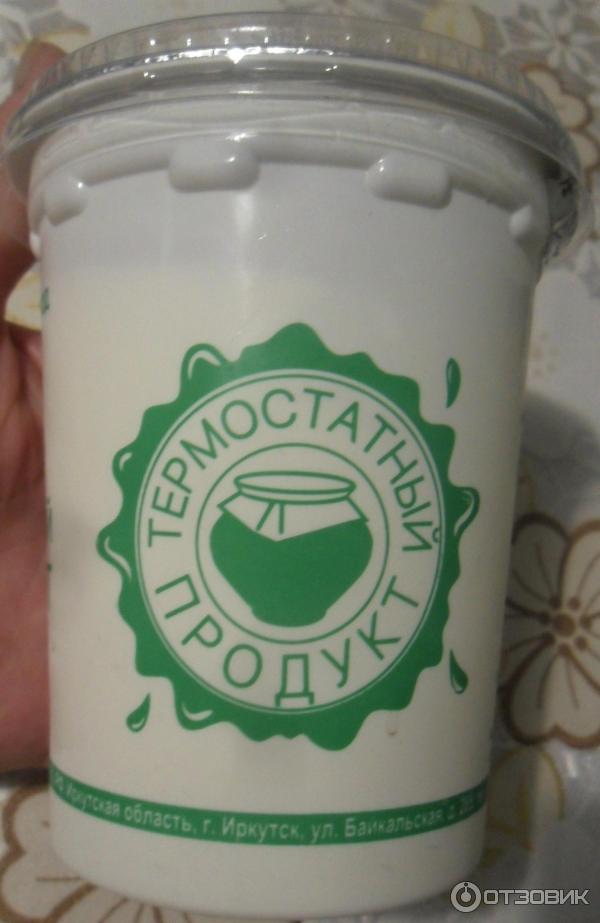 ТЕРМОСТАТНЫЙ
ПРОДУКТ
Иркутская область, г. Иркутск, ул. Байкальская, д.
ОТЗОВИК